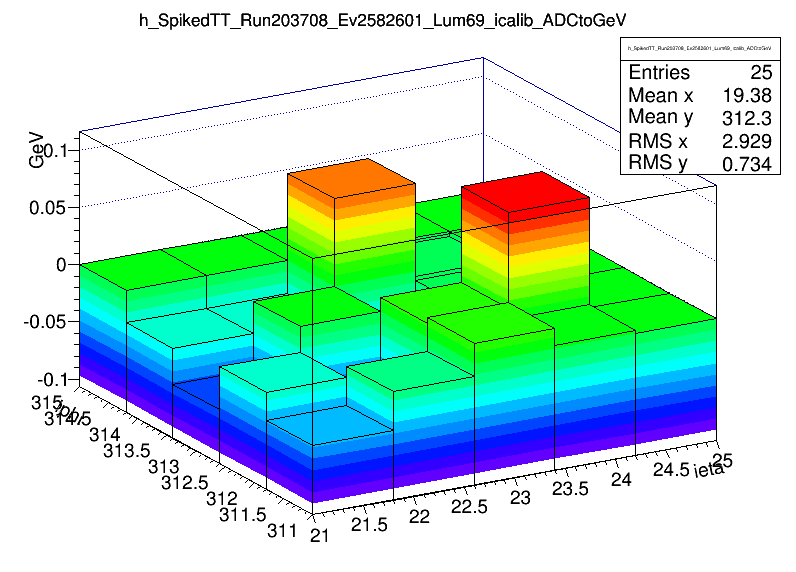 h_SpikedTT_Run203708_Ev2582601_Lum69_icalib_ADCtoGeV
h_SpikedTT_Run203708_Ev2582601_Lum69_icalib_ADCtoGeV
Entries 25
Mean x 19.38
Mean y 312.3
RMS x 2.929
RMS y 0.734
GeV
0.1
0.05
0
-0.05
-0.1
315
314.5
314
313.5
313
312.5
312
311.5
311
21
21.5
22
22.5
23
23.5
24
24.5
25
ieta